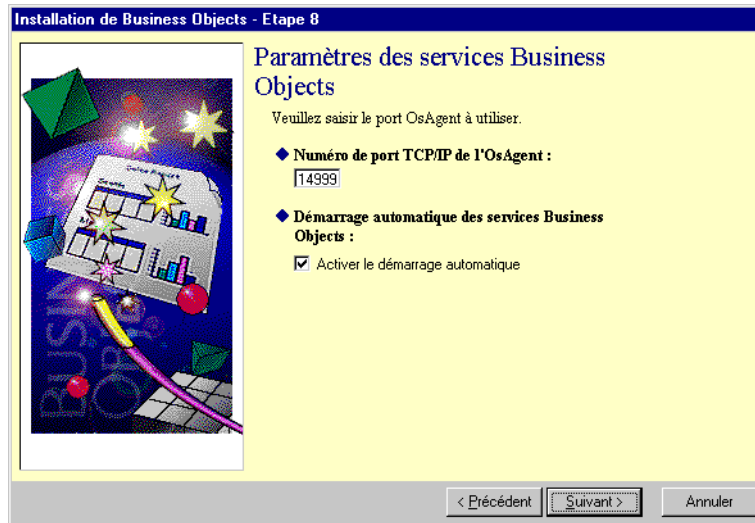 Installation de Business Objects - Etape 8
Paramètres des services Business
Objects
Veuillez saisir le port OsAgent à utiliser.
Numéro de port TCP/IP de l'OsAgent :
14999
Démarrage automatique des services Business
Objects :
Activer le démarrage automatique
BUSIN
OBJE
< Précédent
Suivant >
Annuler